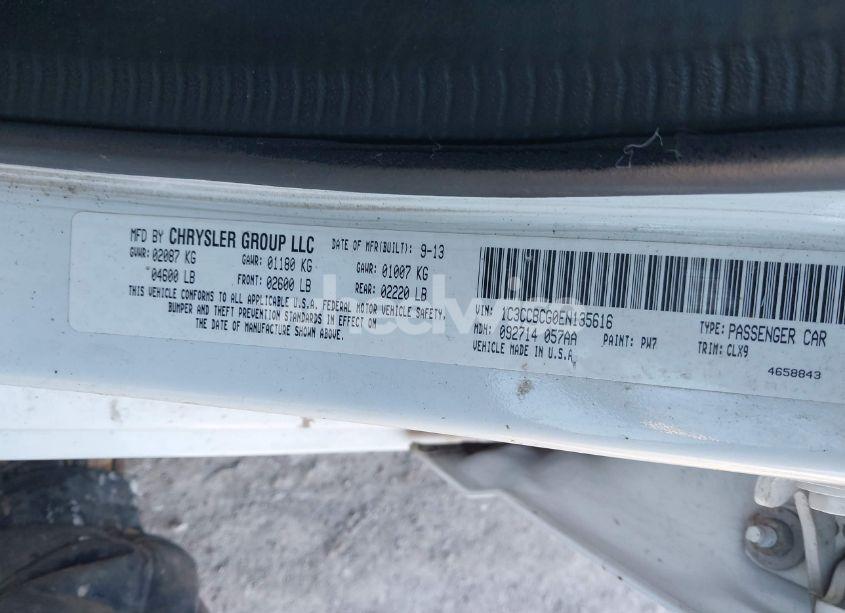 MFD BY CHRYSLER GROUP LLC DATE OF MFR(BUILT): 9-13
GVWR: 02087 KG GAWR: 01180 KG GAWR: 01007 KG
04600 LB FRONT: 02600 LB REAR: 02220 LB
THIS VEHICLE CONFORMS TO ALL APPLICABLE U.S.A. FEDERAL MOTOR VEHICLE SAFETY,
BUMPER AND THEFT PREVENTION STANDARDS IN EFFECT ON
THE DATE OF MANUFACTURE SHOWN ABOVE.
VIN: 1C3CCBCG0EN135616 TYPE: PASSENGER CAR
MDH: 092714 057AA PAINT: PW7 TRIM: CLX9
VEHICLE MADE IN U.S.A. 4658843